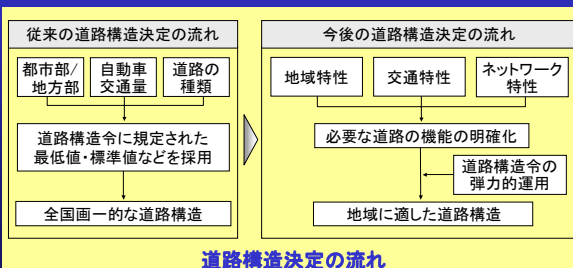 従来の道路構造決定の流れ
都市部/
地方部
自動車
交通量
道路の
種類
道路構造令に規定された
最低値・標準値などを採用
全国画一的な道路構造
今後の道路構造決定の流れ
地域特性
交通特性
ネットワーク
特性
必要な道路の機能の明確化
道路構造令の
弾力的運用
地域に適した道路構造
道路構造決定の流れ